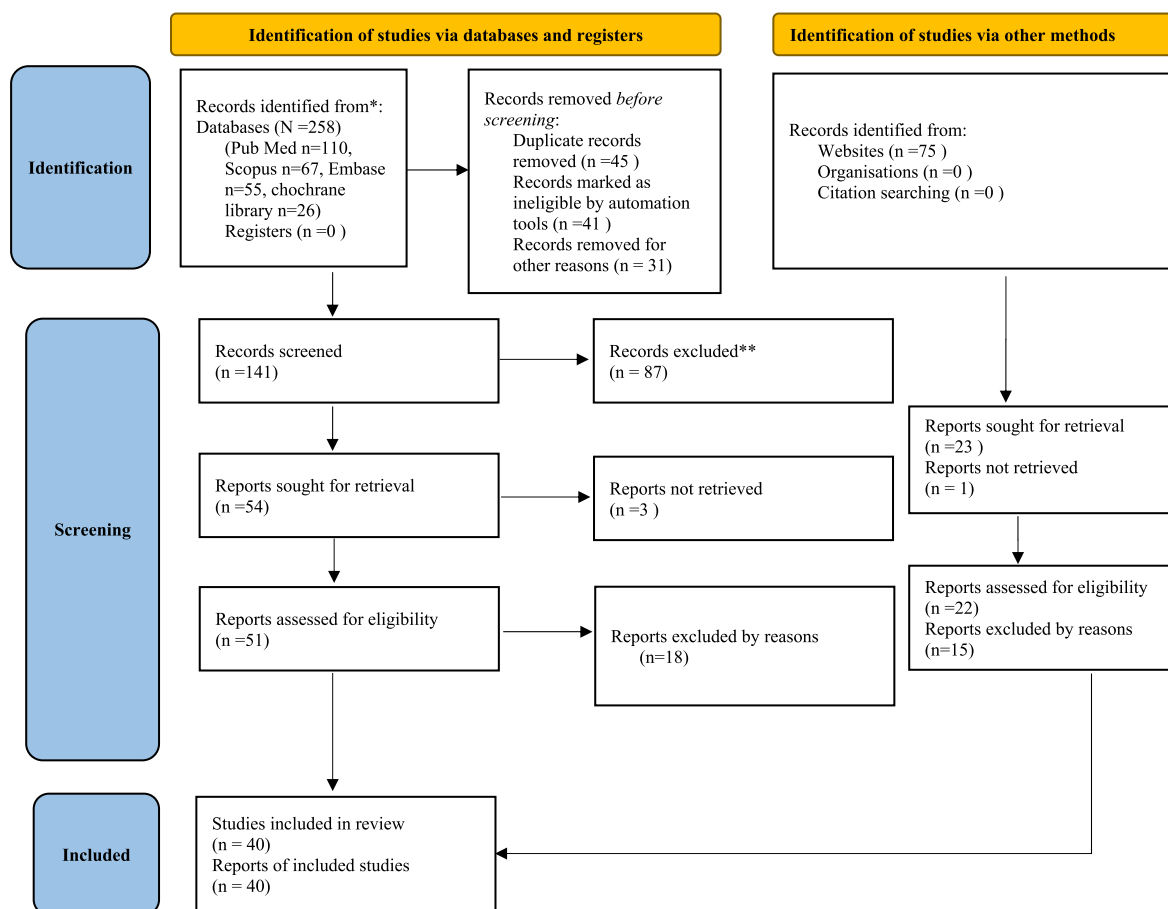 Identification of studies via databases and registers
Identification of studies via other methods
Identification
Records identified from*:
Databases (N =258)
(Pub Med n=110,
Scopus n=67, Embase
n=55, chochrane
library n=26)
Registers (n =0 )
Records removed before
screening:
Duplicate records
removed (n =45 )
Records marked as
ineligible by automation
tools (n =41 )
Records removed for
other reasons (n = 31)
Records identified from:
Websites (n =75 )
Organisations (n =0 )
Citation searching (n =0 )
Screening
Records screened
(n =141)
Records excluded**
(n = 87)
Reports sought for retrieval
(n =54)
Reports not retrieved
(n =3 )
Reports sought for retrieval
(n =23 )
Reports not retrieved
(n = 1)
Reports assessed for eligibility
(n =51)
Reports excluded by reasons
(n=18)
Reports assessed for eligibility
(n =22)
Reports excluded by reasons
(n=15)
Included
Studies included in review
(n = 40)
Reports of included studies
(n = 40)